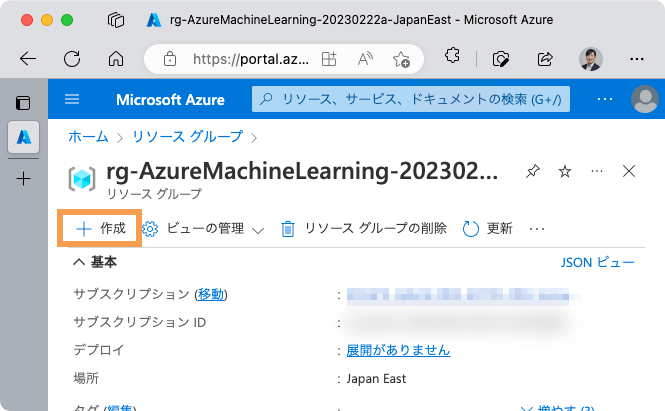 rg-AzureMachineLearning-20230222a-JapanEast - Microsoft Azure
https://portal.az...
Microsoft Azure
リソース、サービス、ドキュメントの検索 (G+/)
ホーム > リソース グループ >
rg-AzureMachineLearning-202302...
リソース グループ
+ 作成 ビューの管理 リソース グループの削除 更新 ...
基本 JSON ビュー
サブスクリプション (移動) :
サブスクリプション ID :
デプロイ : 展開がありません
場所 : Japan East
タグ (編集) : 増やす (3)